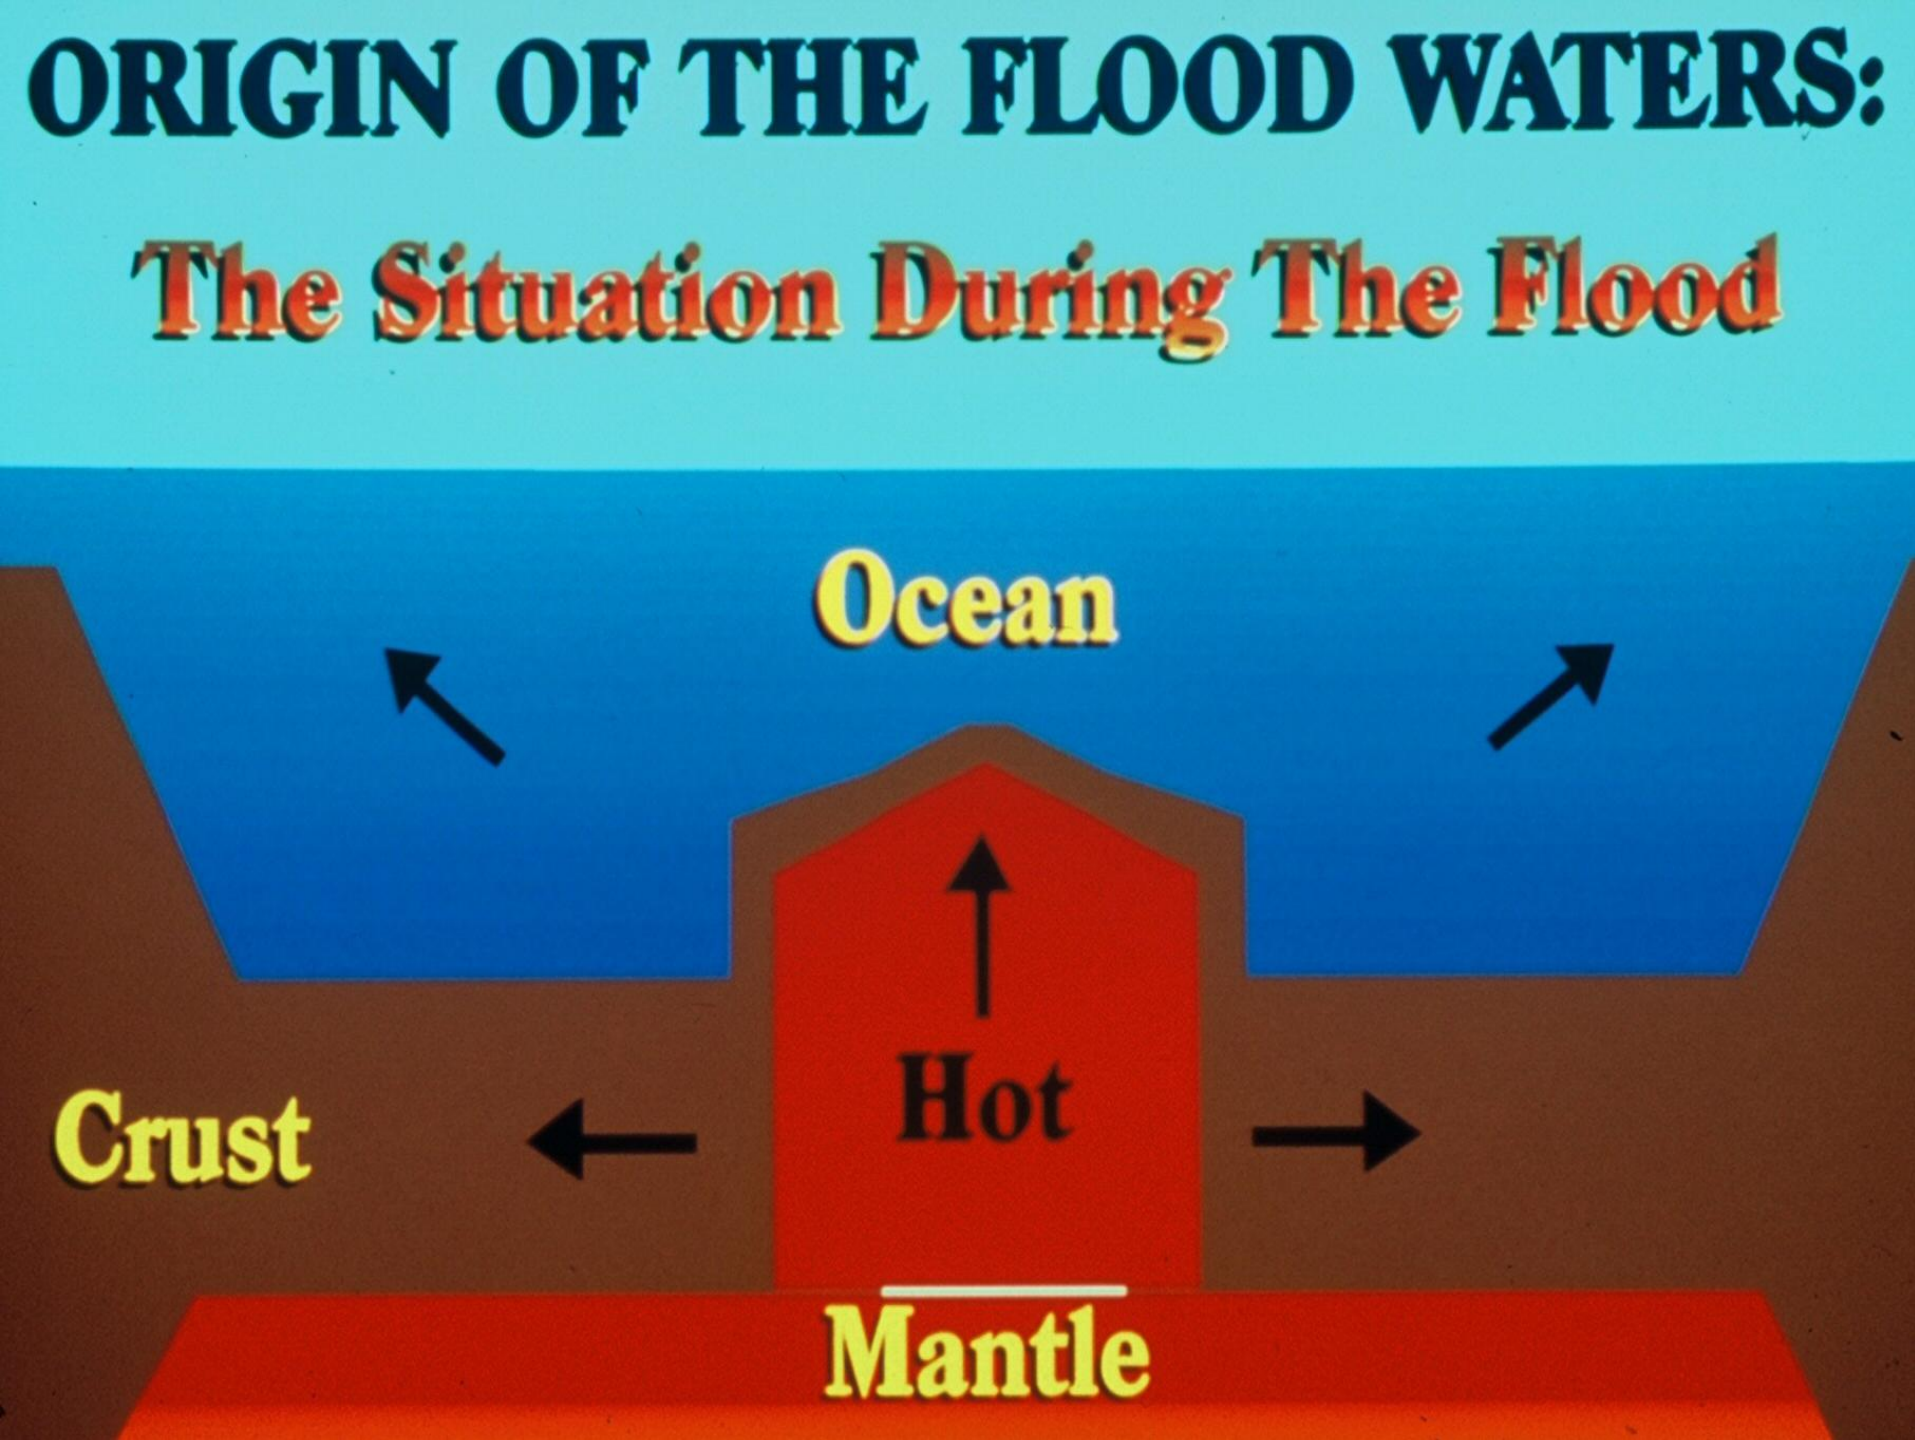 ORIGIN OF THE FLOOD WATERS:
The Situation During The Flood
Ocean
Hot
Crust
Mantle